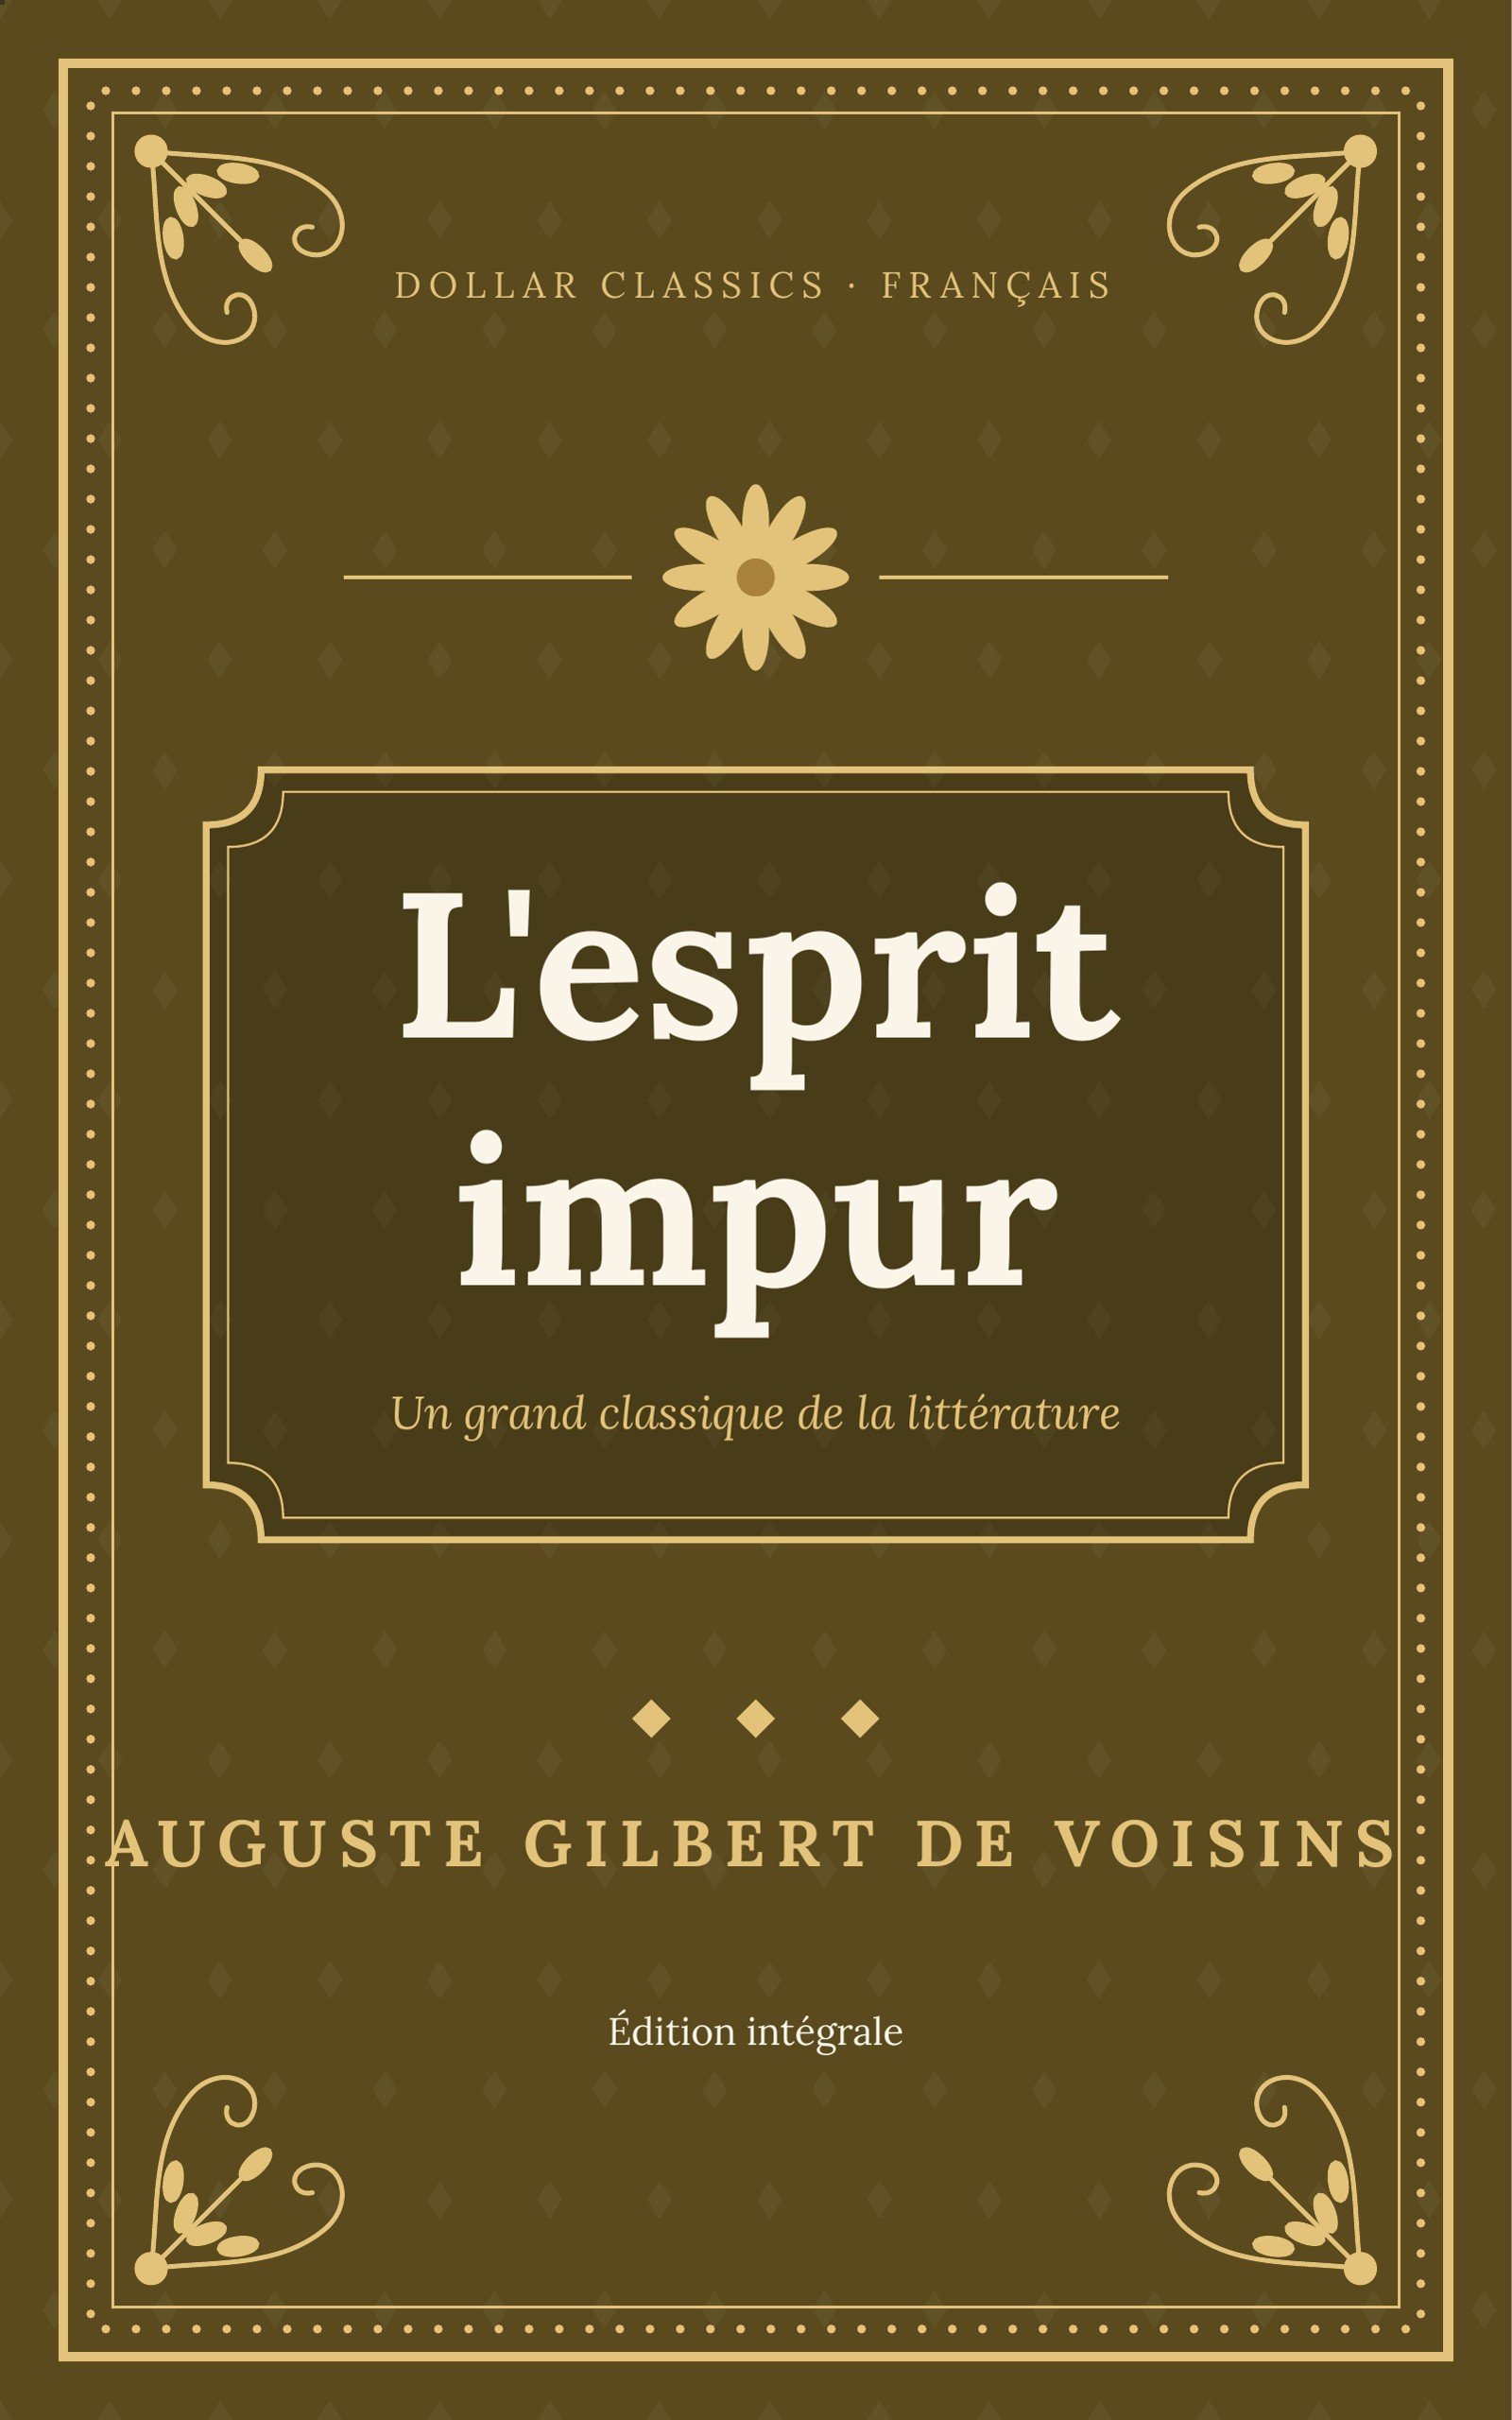 DOLLAR CLASSICS · FRANÇAIS
L'esprit
impur
Un grand classique de la littérature
AUGUSTE GILBERT DE VOISINS
Édition intégrale